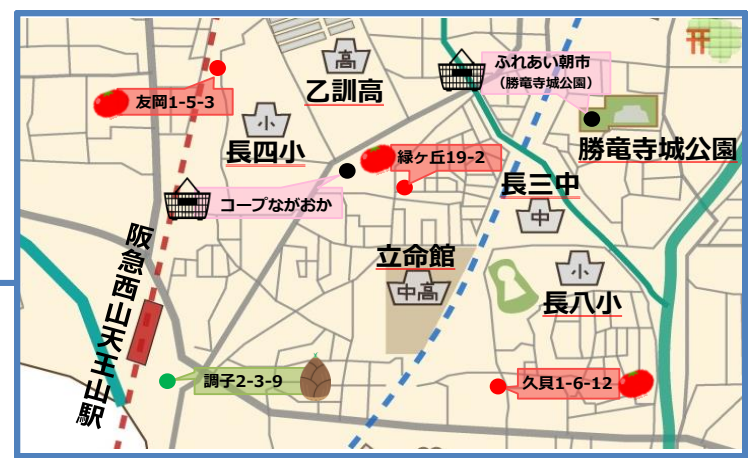 高
乙訓高
ふれあい朝市
（勝竜寺城公園）
友岡1-5-3
小
長四小
勝竜寺城公園
緑ヶ丘19-2
長三中
中
コープながおか
立命館
中高
小
長八小
阪急西山天王山駅
調子2-3-9
久貝1-6-12